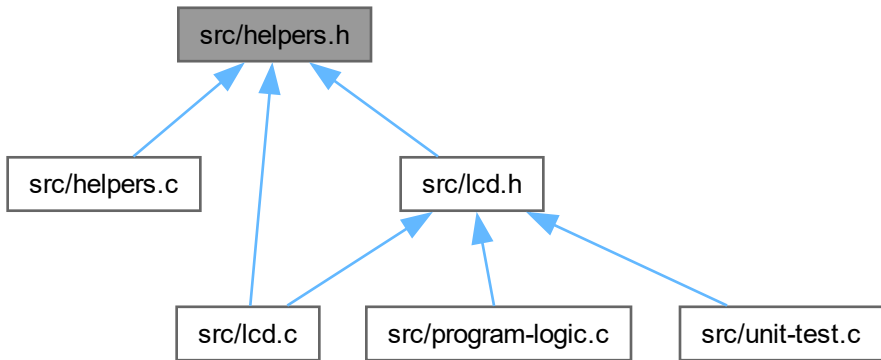 src/helpers.h
src/helpers.c
src/lcd.h
src/lcd.c
src/program-logic.c
src/unit-test.c